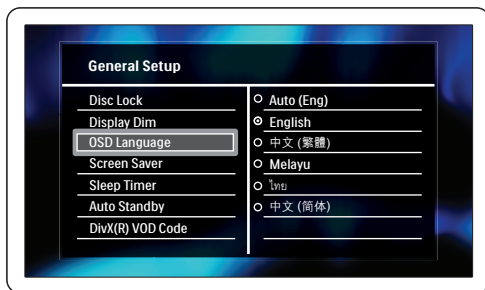 General Setup
Disc Lock
Display Dim
OSD Language
Screen Saver
Sleep Timer
Auto Standby
DivX(R) VOD Code
Auto (Eng)
English
中文 (繁體)
Melayu
ไทย
中文 (简体)